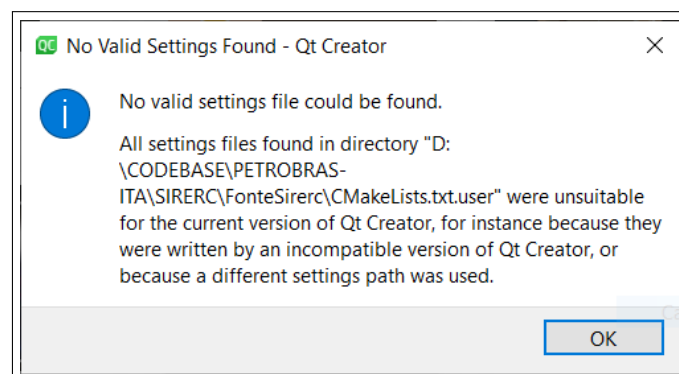 QC No Valid Settings Found - Qt Creator
No valid settings file could be found.
All settings files found in directory "D:
\CODEBASE\PETROBRAS-
ITA\SIRERC\FonteSirerc\CMakeLists.txt.user" were unsuitable
for the current version of Qt Creator, for instance because they
were written by an incompatible version of Qt Creator, or
because a different settings path was used.
OK